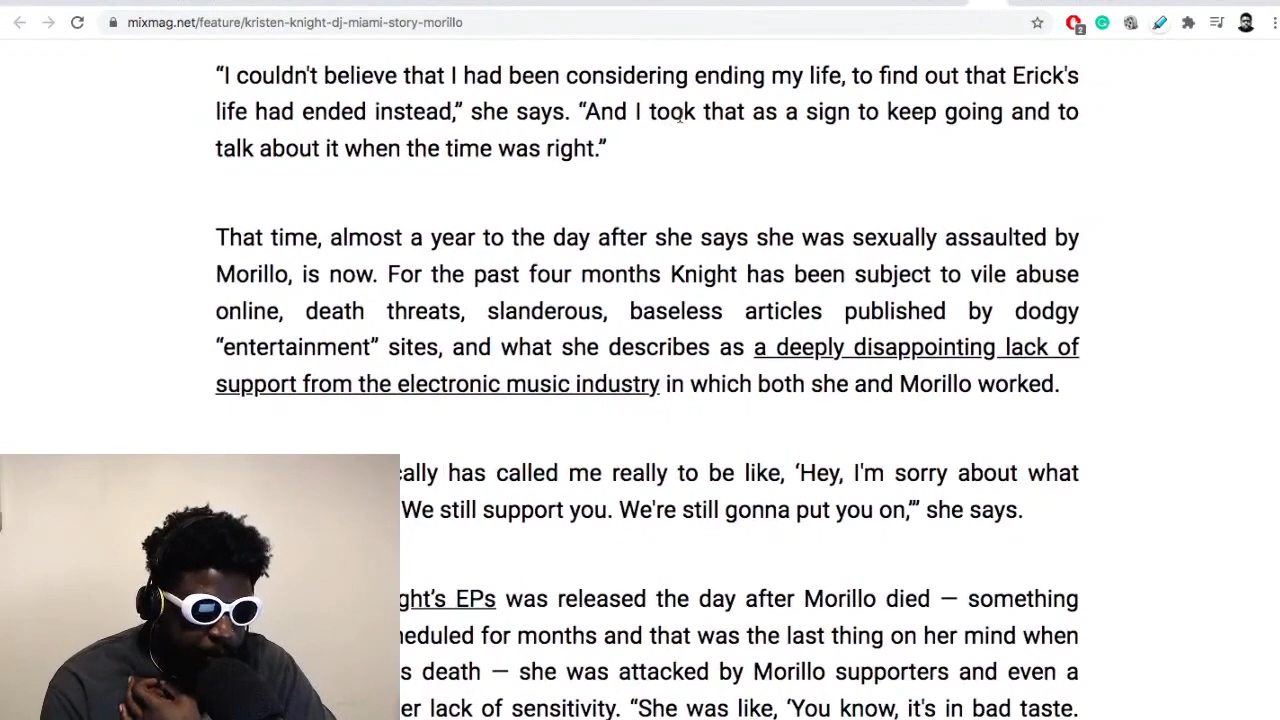 mixmag.net/feature/kristen-knight-dj-miami-story-morillo
2
“I couldn't believe that I had been considering ending my life, to find out that Erick's
life had ended instead,” she says. “And I took that as a sign to keep going and to
talk about it when the time was right.”
That time, almost a year to the day after she says she was sexually assaulted by
Morillo, is now. For the past four months Knight has been subject to vile abuse
online, death threats, slanderous, baseless articles published by dodgy
“entertainment” sites, and what she describes as a deeply disappointing lack of
support from the electronic music industry in which both she and Morillo worked.
cally has called me really to be like, ‘Hey, I'm sorry about what
We still support you. We're still gonna put you on,’” she says.
ght’s EPs was released the day after Morillo died — something
heduled for months and that was the last thing on her mind when
s death — she was attacked by Morillo supporters and even a
er lack of sensitivity. “She was like, ‘You know, it's in bad taste.